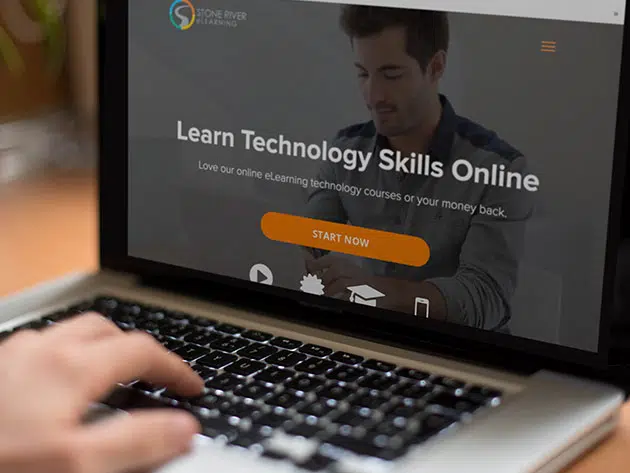 STONE RIVER
eLEARNING
Learn Technology Skills Online
Love our online eLearning technology courses or your money back.
START NOW